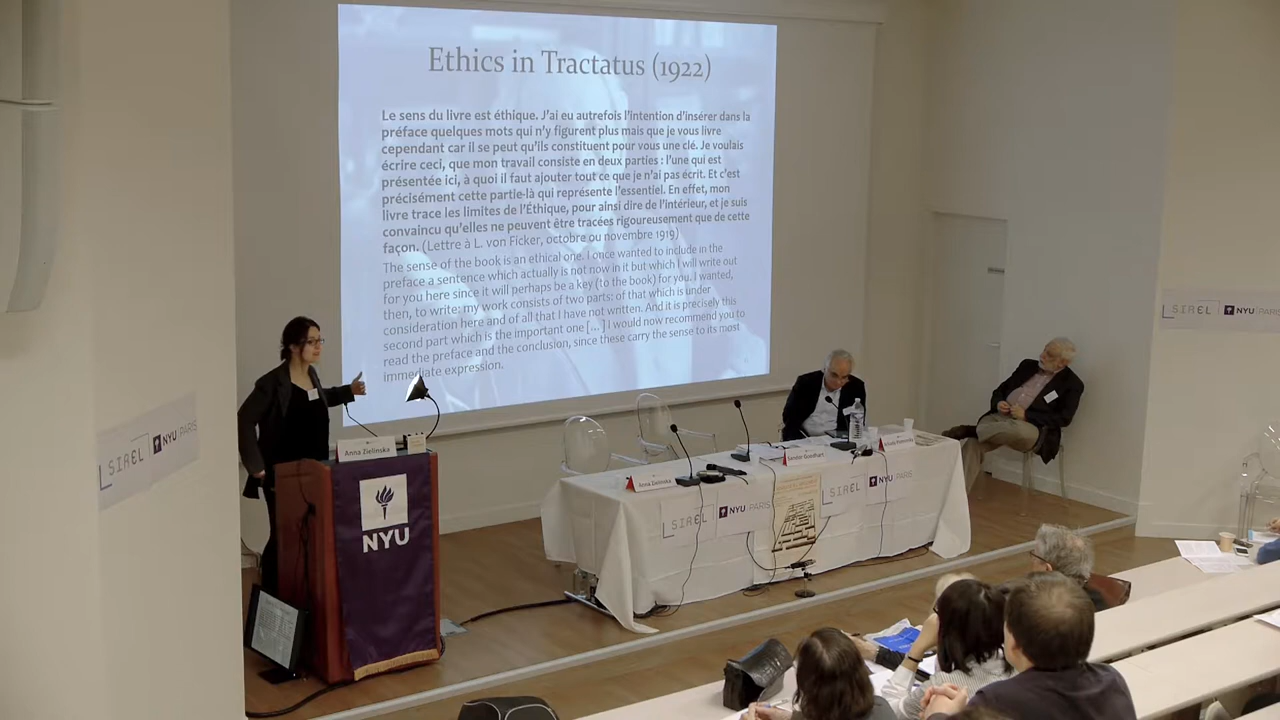 Ethics in Tractatus (1922)
Le sens du livre est éthique. J'ai eu autrefois l'intention d'insérer dans la
préface quelques mots qui n'y figurent plus mais que je vous livre
cependant car il se peut qu'ils constituent pour vous une clé. Je voulais
écrire ceci, que mon travail consiste en deux parties : l'une qui est
présentée ici, à quoi il faut ajouter tout ce que je n'ai pas écrit. Et c'est
précisément cette partie-là qui représente l'essentiel. En effet, mon
livre trace les limites de l'Éthique, pour ainsi dire de l'intérieur, et je suis
convaincu qu'elles ne peuvent être tracées rigoureusement que de cette
façon. (Lettre à L. von Ficker, octobre ou novembre 1919)
The sense of the book is an ethical one. I once wanted to include in the
preface a sentence which actually is not now in it but which I will write out
for you here since it will perhaps be a key (to the book) for you. I wanted,
then, to write: my work consists of two parts: of that which is under
consideration here and of all that I have not written. And it is precisely this
second part which is the important one [...] I would now recommend you to
read the preface and the conclusion, since these carry the sense to its most
immediate expression.
SIREL NYU PARIS
SIREL NYU PARIS
Anna Zielinska
NYU
Anna Zielinska
Sandor Goodhart
SIREL NYU PARIS
SIREL NYU PARIS